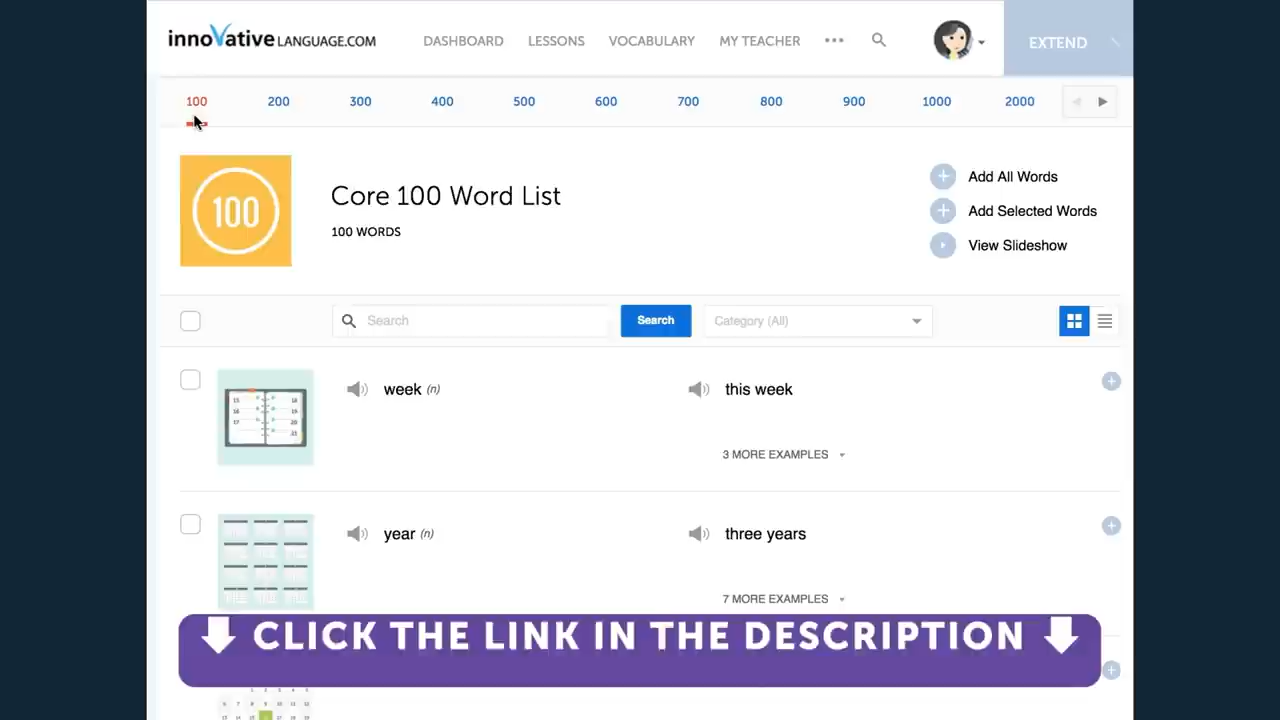 innoVative LANGUAGE.COM DASHBOARD LESSONS VOCABULARY MY TEACHER ••• EXTEND
100 200 300 400 500 600 700 800 900 1000 2000
100
Core 100 Word List
100 WORDS
Add All Words
Add Selected Words
View Slideshow
Search Search Category (All)
week (n) this week
3 MORE EXAMPLES
year (n) three years
7 MORE EXAMPLES
CLICK THE LINK IN THE DESCRIPTION